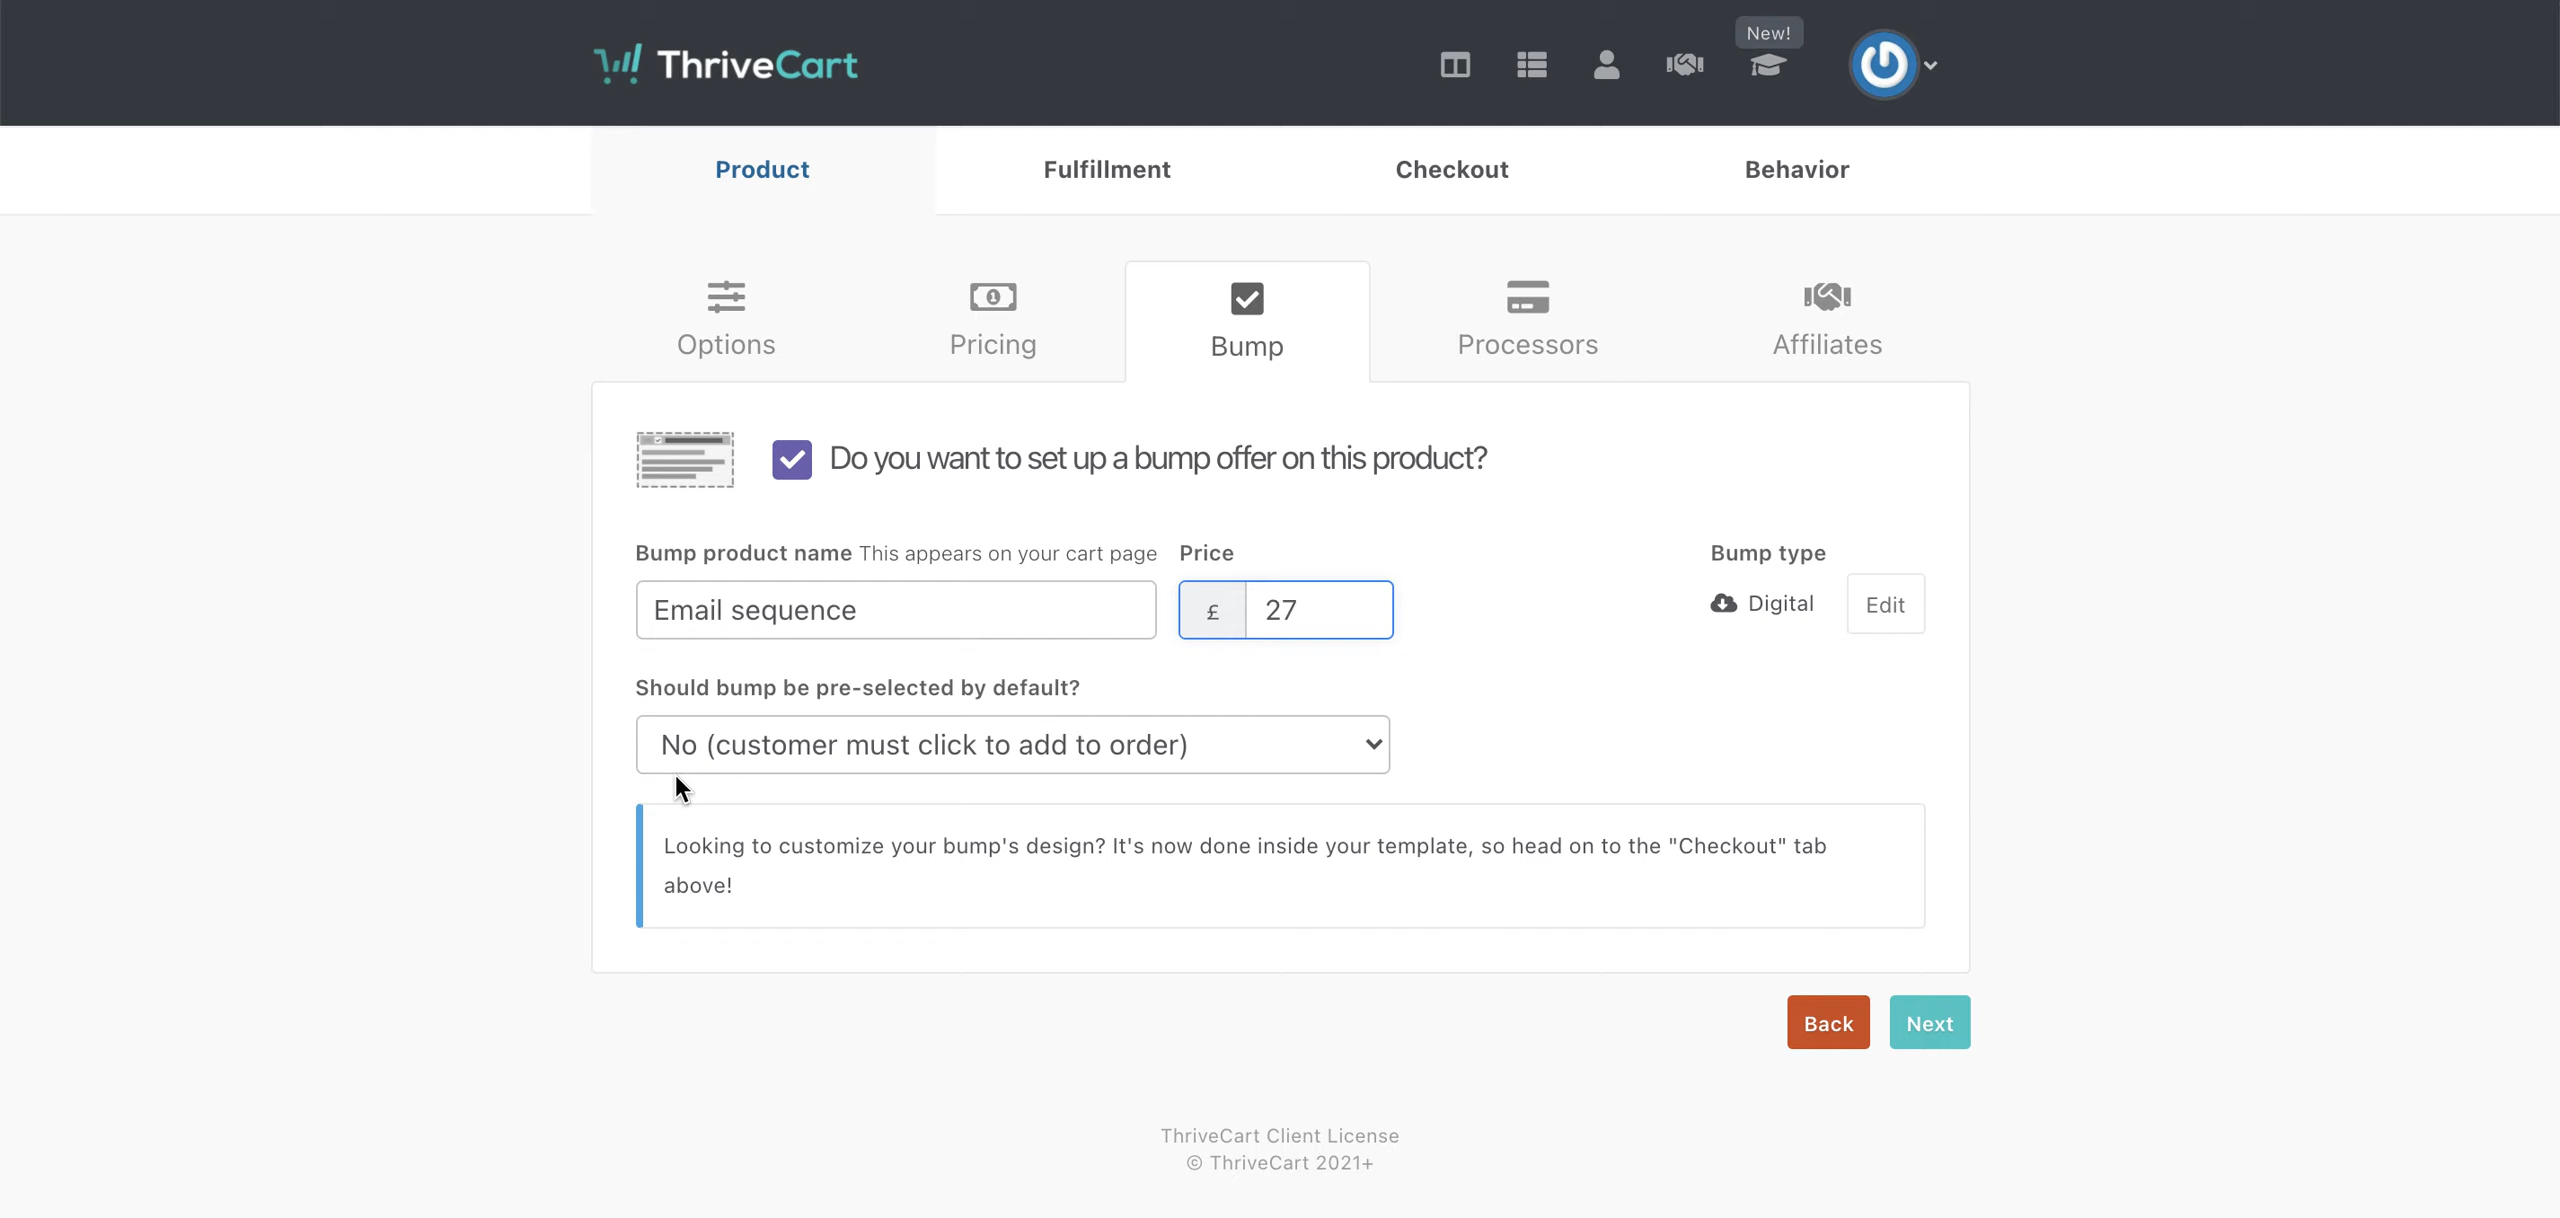 New!
ThriveCart
Product Fulfillment Checkout Behavior
Options Pricing Bump Processors Affiliates
Do you want to set up a bump offer on this product?
Bump product name This appears on your cart page Price Bump type
Email sequence £ 27 Digital Edit
Should bump be pre-selected by default?
No (customer must click to add to order)
Looking to customize your bump's design? It's now done inside your template, so head on to the "Checkout" tab
above!
Back Next
ThriveCart Client License
© ThriveCart 2021+